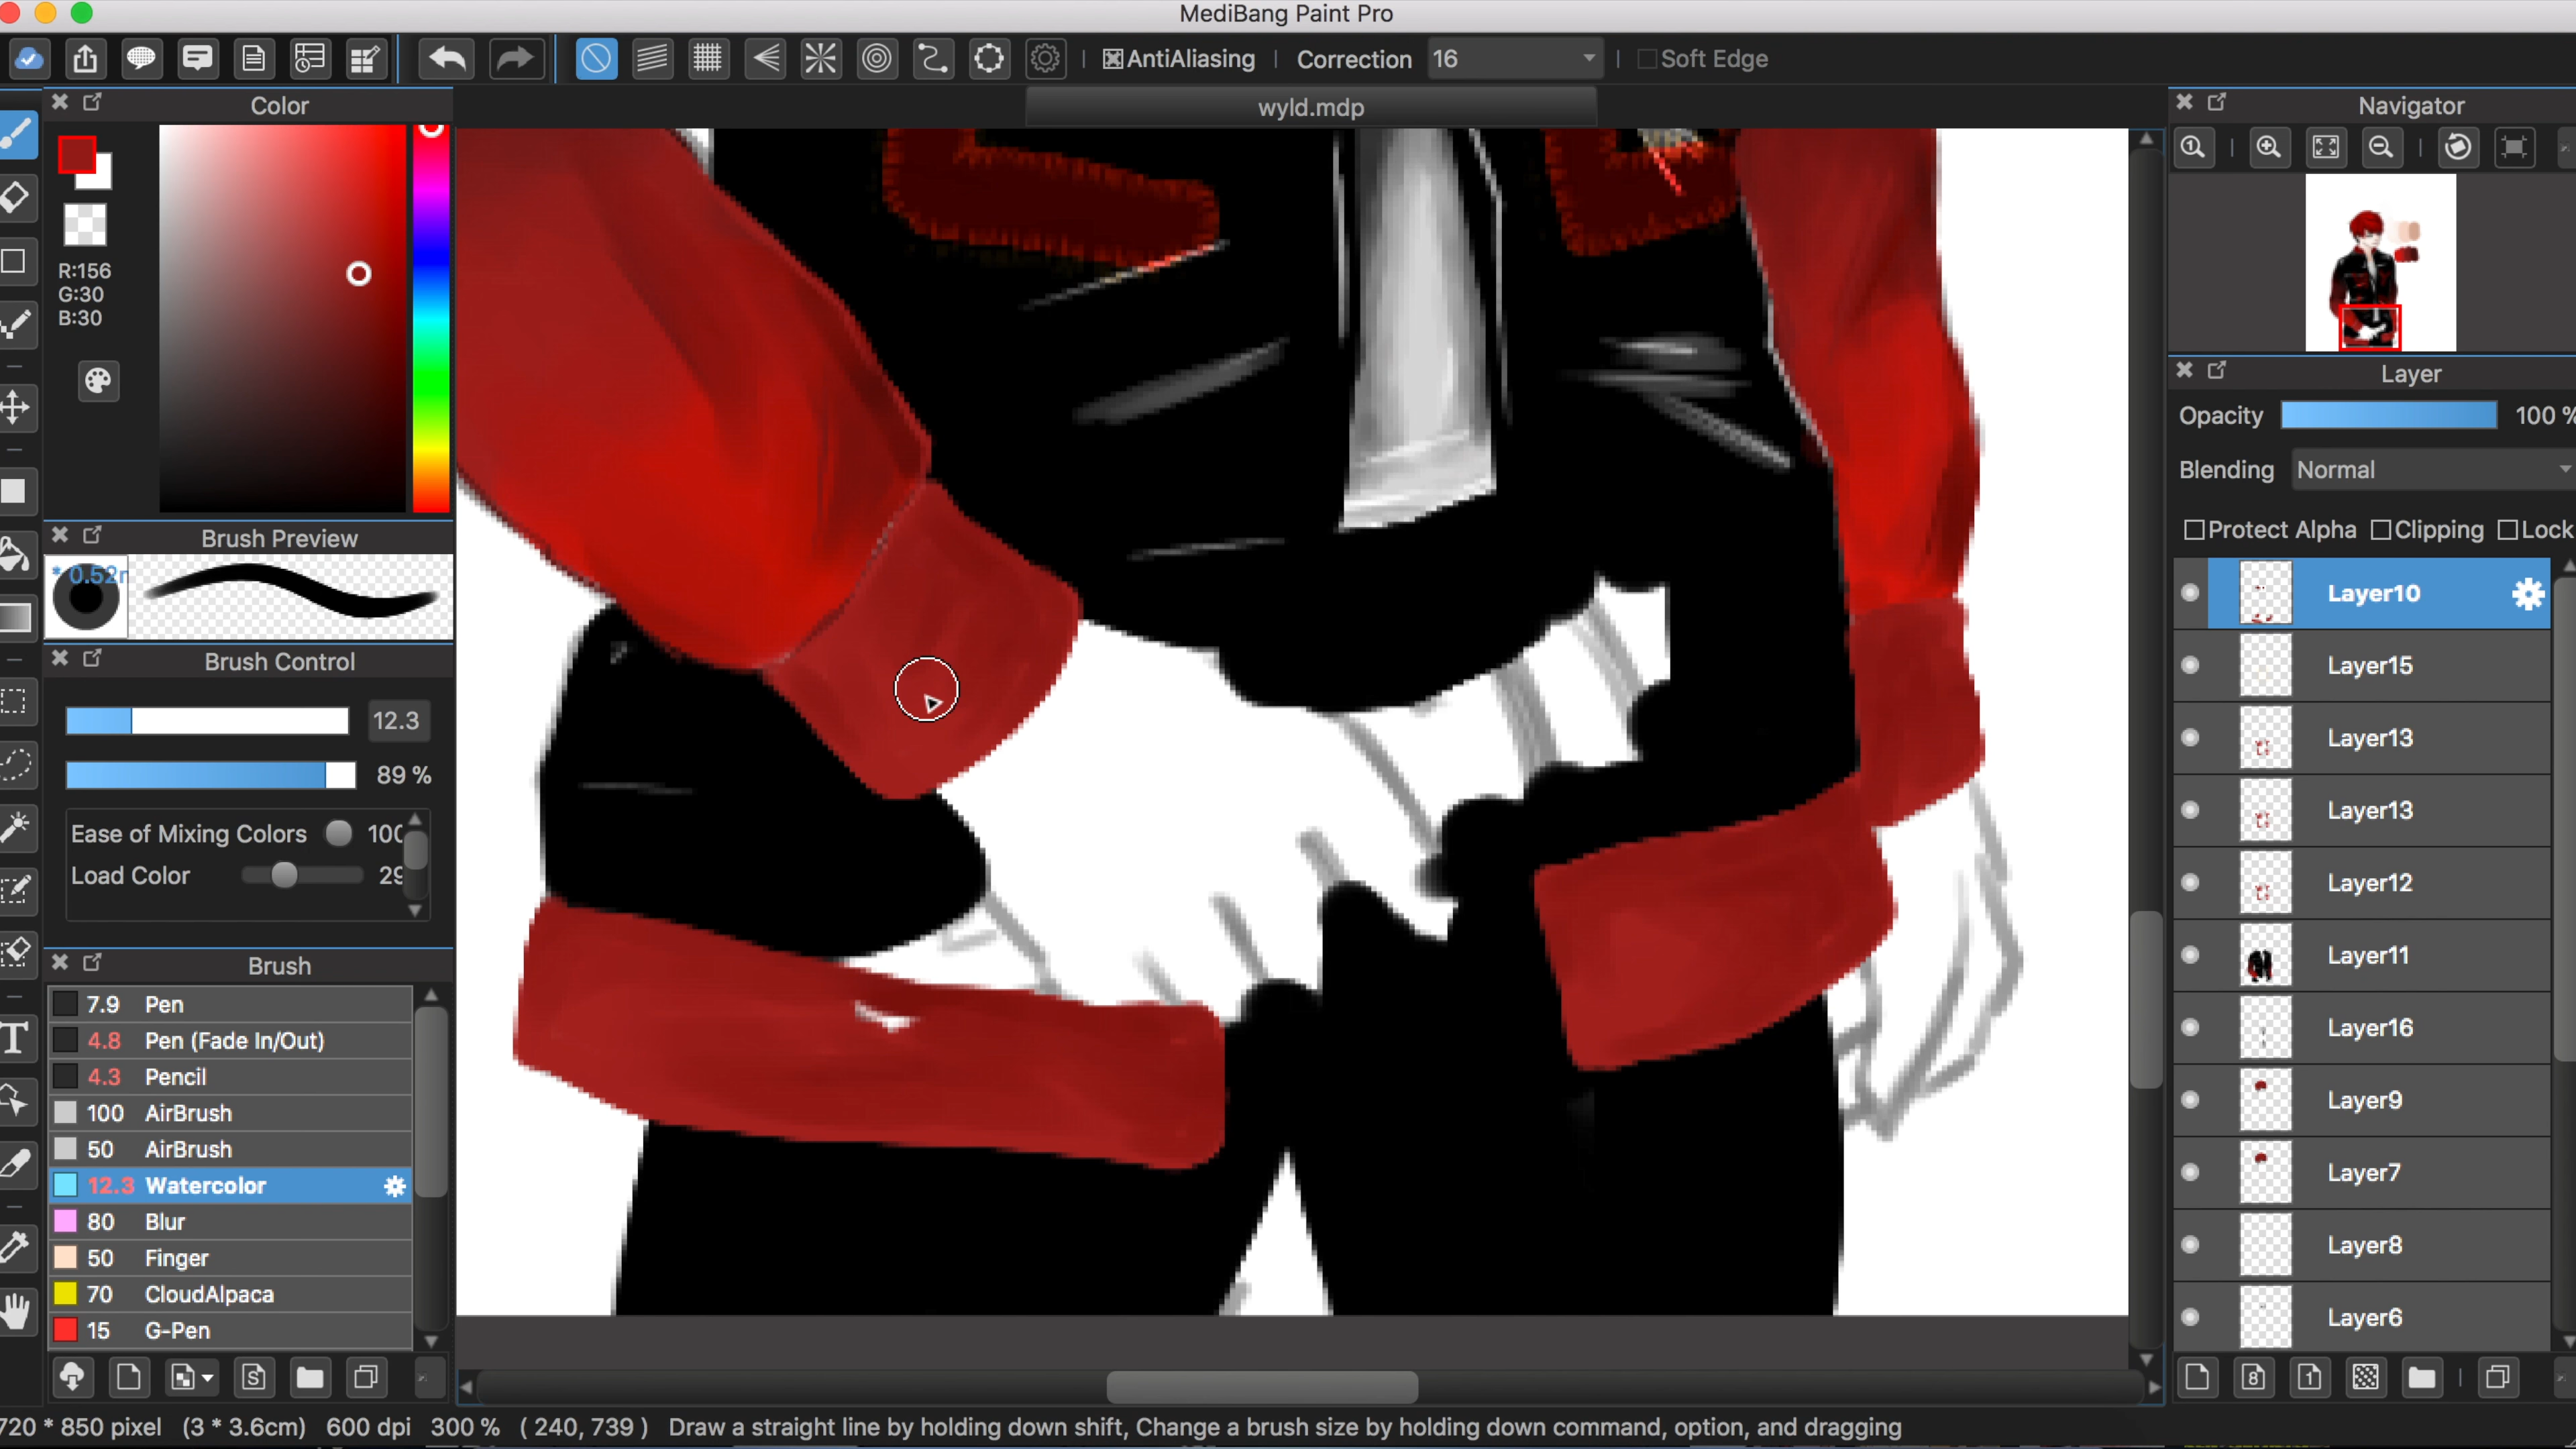 MediBang Paint Pro
AntiAliasing | Correction 16 | Soft Edge
Color
wyld.mdp
Navigator
R:156
G:30
B:30
Layer
Opacity 100 %
Blending Normal
Protect Alpha Clipping Lock
Brush Preview
* 0.52
Brush Control
12.3
89 %
Ease of Mixing Colors 100
Load Color 29
Brush
7.9 Pen
4.8 Pen (Fade In/Out)
4.3 Pencil
100 AirBrush
50 AirBrush
12.3 Watercolor
80 Blur
50 Finger
70 CloudAlpaca
15 G-Pen
Layer10
Layer15
Layer13
Layer13
Layer12
Layer11
Layer16
Layer9
Layer7
Layer8
Layer6
720 * 850 pixel (3 * 3.6cm) 600 dpi 300 % ( 240, 739 ) Draw a straight line by holding down shift, Change a brush size by holding down command, option, and dragging